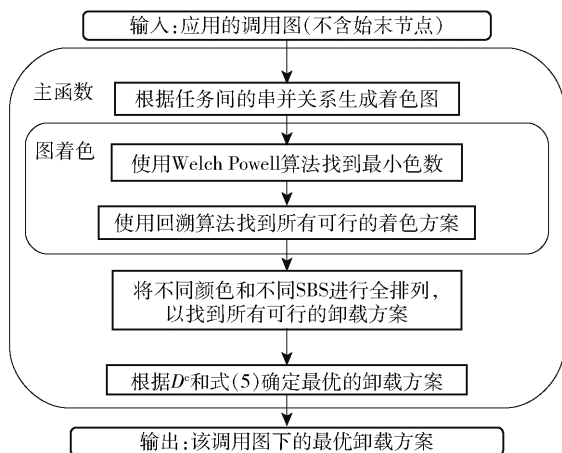 输入:应用的调用图(不含始末节点)
主函数
根据任务间的串并关系生成着色图
图着色
使用Welch Powell算法找到最小色数
使用回溯算法找到所有可行的着色方案
将不同颜色和不同SBS进行全排列,
以找到所有可行的卸载方案
根据Dᵉ和式(5)确定最优的卸载方案
输出:该调用图下的最优卸载方案